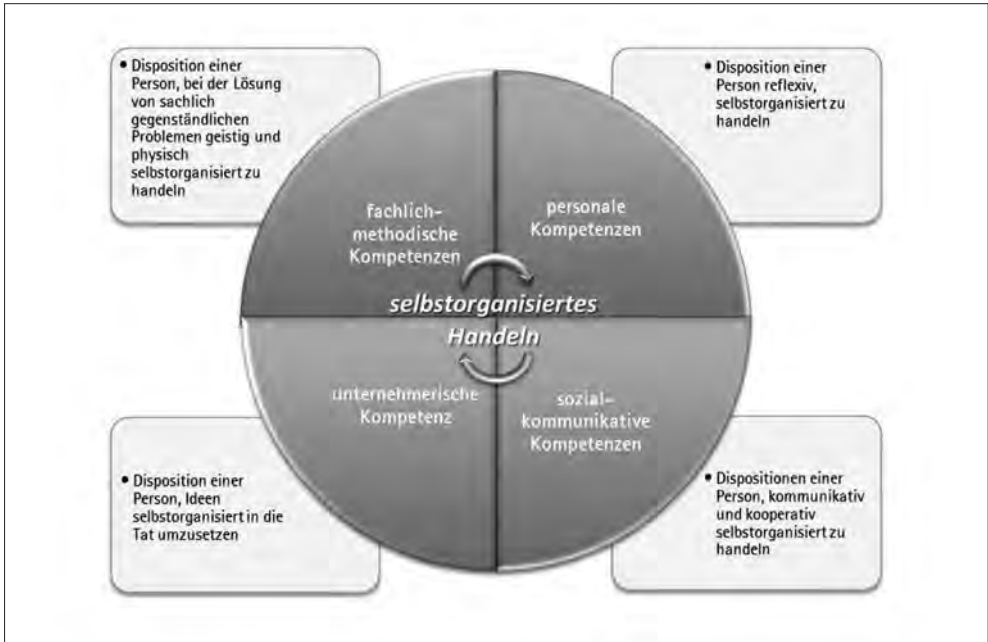 • Disposition einer
Person, bei der Lösung
von sachlich
gegenständlichen
Problemen geistig und
physisch
selbstorganisiert zu
handeln
• Disposition einer
Person reflexiv,
selbstorganisiert zu
handeln
fachlich-
methodische
Kompetenzen
personale
Kompetenzen
selbstorganisiertes
Handeln
unternehmerische
Kompetenz
sozial-
kommunikative
Kompetenzen
• Disposition einer
Person, Ideen
selbstorganisiert in die
Tat umzusetzen
• Dispositionen einer
Person, kommunikativ
und kooperativ
selbstorganisiert zu
handeln